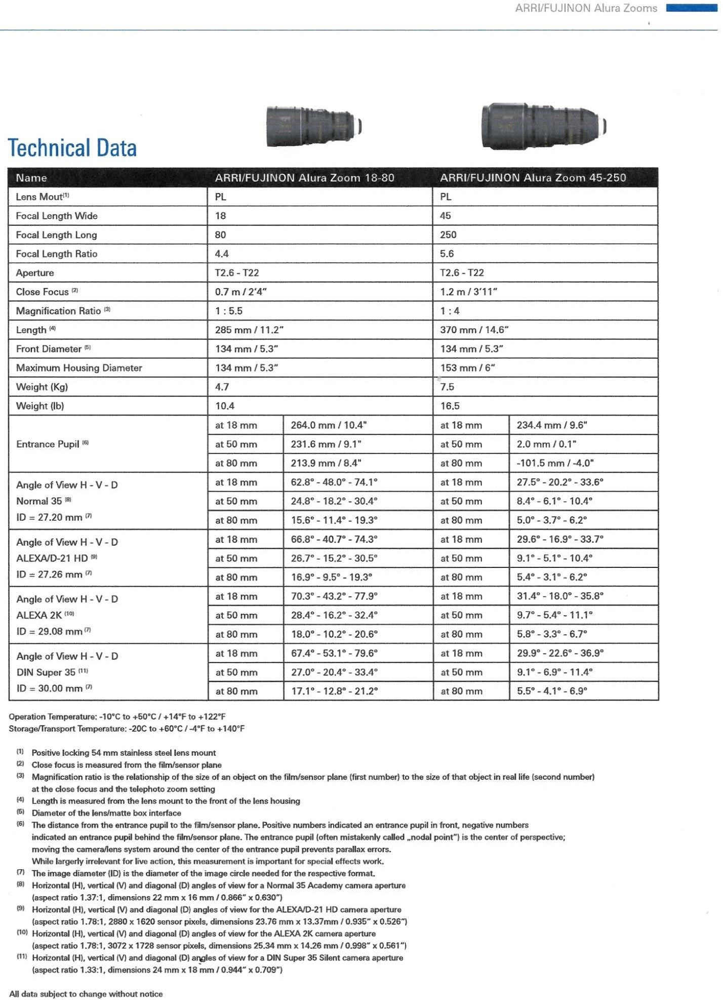 ARRI/FUJINON Alura Zooms
Technical Data
Name ARRI/FUJINON Alura Zoom 18-80 ARRI/FUJINON Alura Zoom 45-250
Lens Mout(1) PL PL
Focal Length Wide 18 45
Focal Length Long 80 250
Focal Length Ratio 4.4 5.6
Aperture T2.6 - T22 T2.6 - T22
Close Focus (2) 0.7 m / 2'4" 1.2 m / 3'11"
Magnification Ratio (3) 1 : 5.5 1 : 4
Length (4) 285 mm / 11.2" 370 mm / 14.6"
Front Diameter (5) 134 mm / 5.3" 134 mm / 5.3"
Maximum Housing Diameter 134 mm / 5.3" 153 mm / 6"
Weight (Kg) 4.7 7.5
Weight (lb) 10.4 16.5
Entrance Pupil (6)
at 18 mm 264.0 mm / 10.4" at 18 mm 234.4 mm / 9.6"
at 50 mm 231.6 mm / 9.1" at 50 mm 2.0 mm / 0.1"
at 80 mm 213.9 mm / 8.4" at 80 mm -101.5 mm / -4.0"
Angle of View H - V - D
Normal 35 (8)
ID = 27.20 mm (7)
at 18 mm 62.8° - 48.0° - 74.1° at 18 mm 27.5° - 20.2° - 33.6°
at 50 mm 24.8° - 18.2° - 30.4° at 50 mm 8.4° - 6.1° - 10.4°
at 80 mm 15.6° - 11.4° - 19.3° at 80 mm 5.0° - 3.7° - 6.2°
Angle of View H - V - D
ALEXA/D-21 HD (9)
ID = 27.26 mm (7)
at 18 mm 66.8° - 40.7° - 74.3° at 18 mm 29.6° - 16.9° - 33.7°
at 50 mm 26.7° - 15.2° - 30.5° at 50 mm 9.1° - 5.1° - 10.4°
at 80 mm 16.9° - 9.5° - 19.3° at 80 mm 5.4° - 3.1° - 6.2°
Angle of View H - V - D
ALEXA 2K (10)
ID = 29.08 mm (7)
at 18 mm 70.3° - 43.2° - 77.9° at 18 mm 31.4° - 18.0° - 35.8°
at 50 mm 28.4° - 16.2° - 32.4° at 50 mm 9.7° - 5.4° - 11.1°
at 80 mm 18.0° - 10.2° - 20.6° at 80 mm 5.8° - 3.3° - 6.7°
Angle of View H - V - D
DIN Super 35 (11)
ID = 30.00 mm (7)
at 18 mm 67.4° - 53.1° - 79.6° at 18 mm 29.9° - 22.6° - 36.9°
at 50 mm 27.0° - 20.4° - 33.4° at 50 mm 9.1° - 6.9° - 11.4°
at 80 mm 17.1° - 12.8° - 21.2° at 80 mm 5.5° - 4.1° - 6.9°
Operation Temperature: -10°C to +50°C / +14°F to +122°F
Storage/Transport Temperature: -20C to +60°C / -4°F to +140°F
(1) Positive locking 54 mm stainless steel lens mount
(2) Close focus is measured from the film/sensor plane
(3) Magnification ratio is the relationship of the size of an object on the film/sensor plane (first number) to the size of that object in real life (second number)
at the close focus and the telephoto zoom setting
(4) Length is measured from the lens mount to the front of the lens housing
(5) Diameter of the lens/matte box interface
(6) The distance from the entrance pupil to the film/sensor plane. Positive numbers indicated an entrance pupil in front, negative numbers
indicated an entrance pupil behind the film/sensor plane. The entrance pupil (often mistakenly called „nodal point") is the center of perspective;
moving the camera/lens system around the center of the entrance pupil prevents parallax errors.
While largerly irrelevant for live action, this measurement is important for special effects work.
(7) The image diameter (ID) is the diameter of the image circle needed for the respective format.
(8) Horizontal (H), vertical (V) and diagonal (D) angles of view for a Normal 35 Academy camera aperture
(aspect ratio 1.37:1, dimensions 22 mm x 16 mm / 0.866" x 0.630")
(9) Horizontal (H), vertical (V) and diagonal (D) angles of view for the ALEXA/D-21 HD camera aperture
(aspect ratio 1.78:1, 2880 x 1620 sensor pixels, dimensions 23.76 mm x 13.37mm / 0.935" x 0.526")
(10) Horizontal (H), vertical (V) and diagonal (D) angles of view for the ALEXA 2K camera aperture
(aspect ratio 1.78:1, 3072 x 1728 sensor pixels, dimensions 25.34 mm x 14.26 mm / 0.998" x 0.561")
(11) Horizontal (H), vertical (V) and diagonal (D) angles of view for a DIN Super 35 Silent camera aperture
(aspect ratio 1.33:1, dimensions 24 mm x 18 mm / 0.944" x 0.709")
All data subject to change without notice